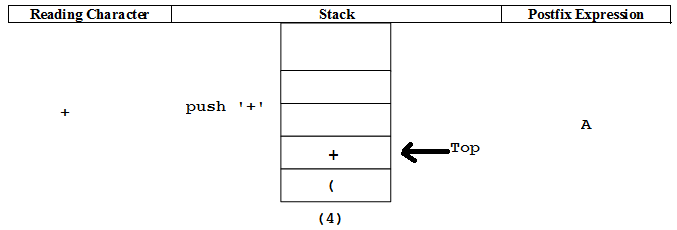 Reading Character Stack Postfix Expression
+ push '+' A
+ Top
(
(4)